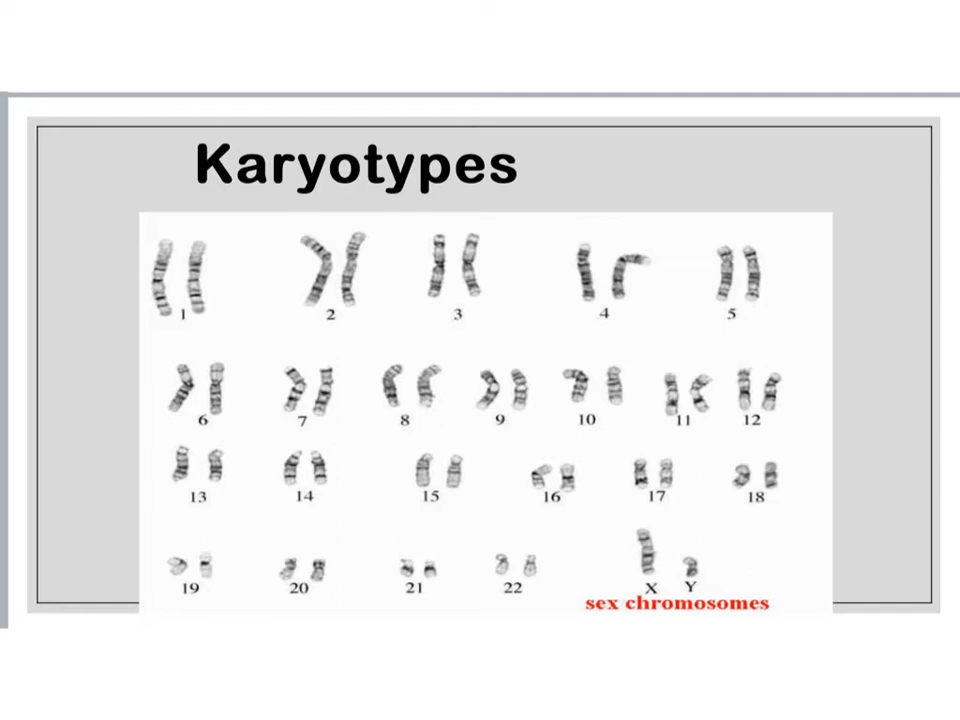 Karyotypes
1 2 3 4 5
6 7 8 9 10 11 12
13 14 15 16 17 18
19 20 21 22 X Y
sex chromosomes